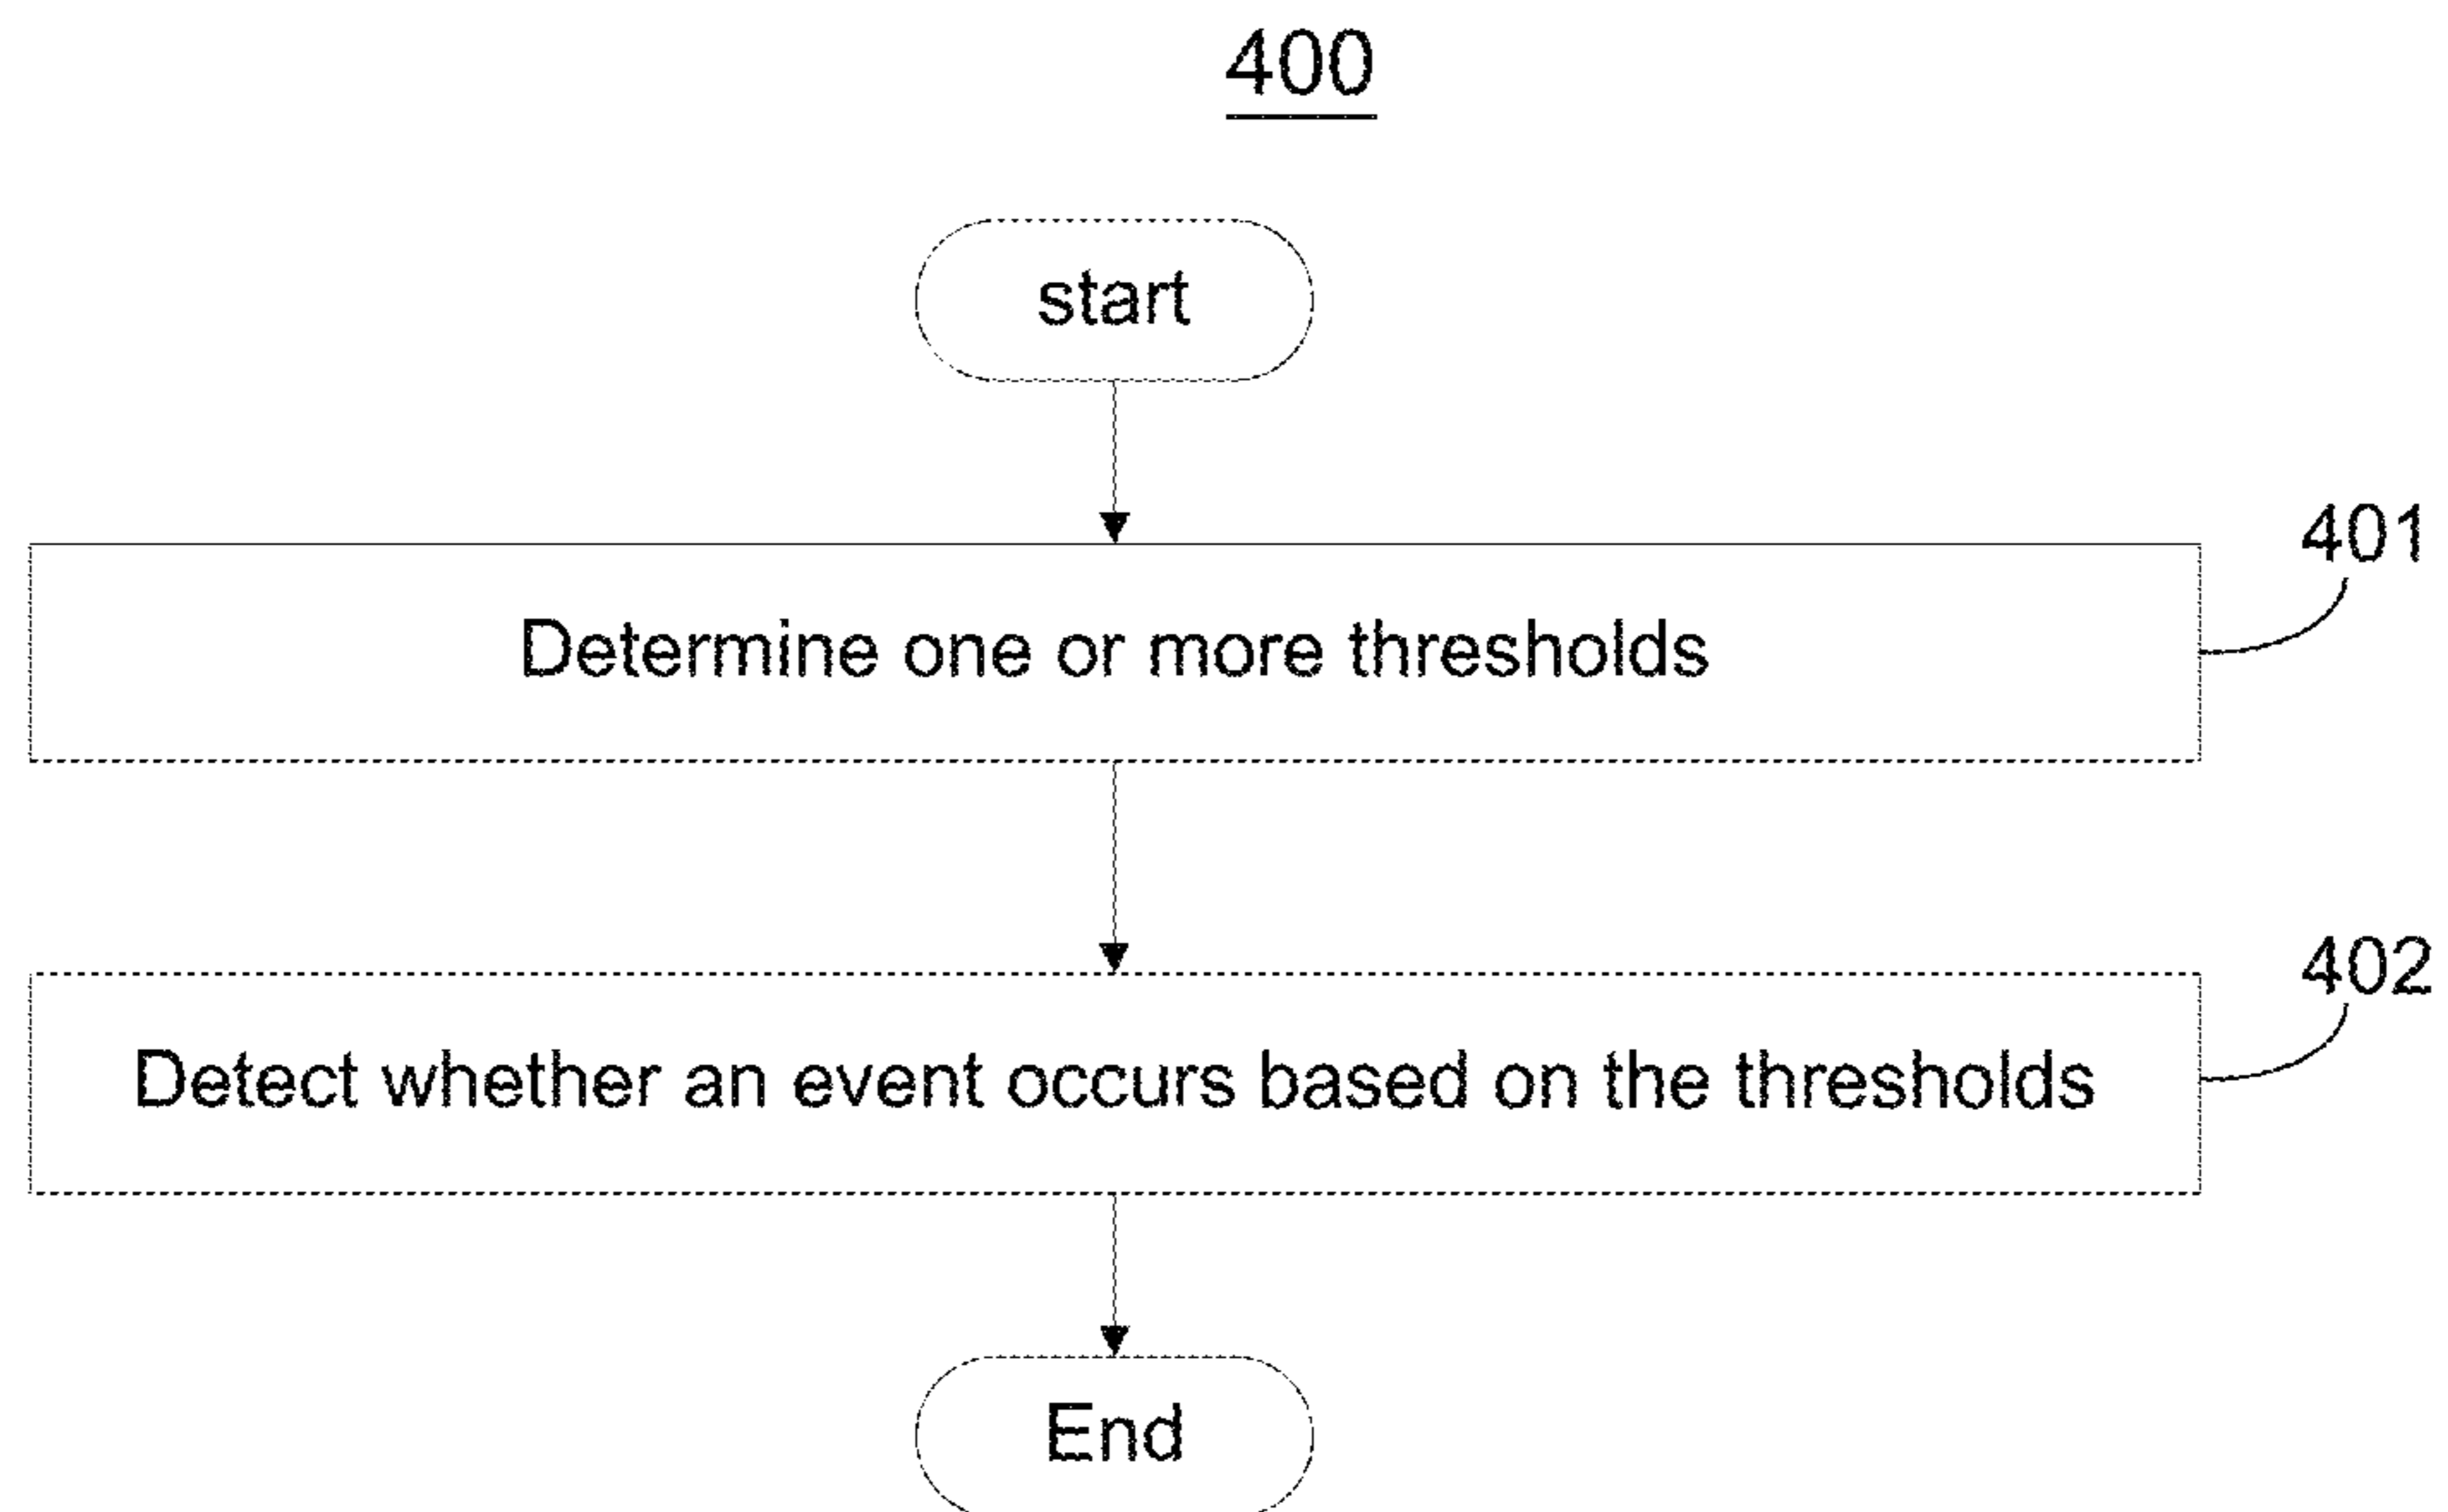 400
start
401
Determine one or more thresholds
402
Detect whether an event occurs based on the thresholds
End